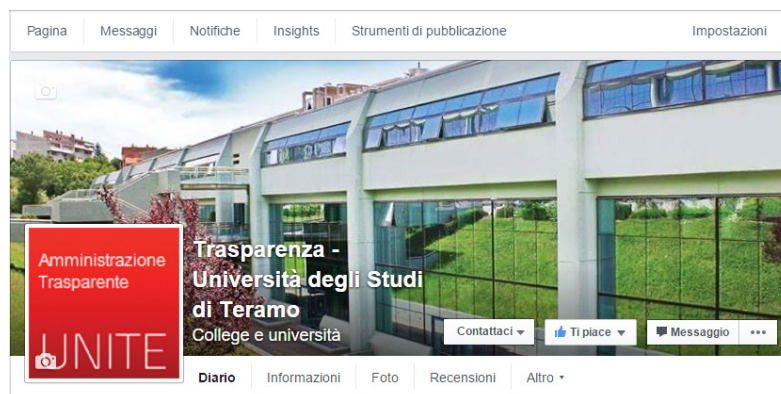 Pagina Messaggi Notifiche Insights Strumenti di pubblicazione Impostazioni
Amministrazione
Trasparente
UNITE
Trasparenza -
Università degli Studi
di Teramo
College e università
Contattaci Ti piace Messaggio •••
Diario Informazioni Foto Recensioni Altro